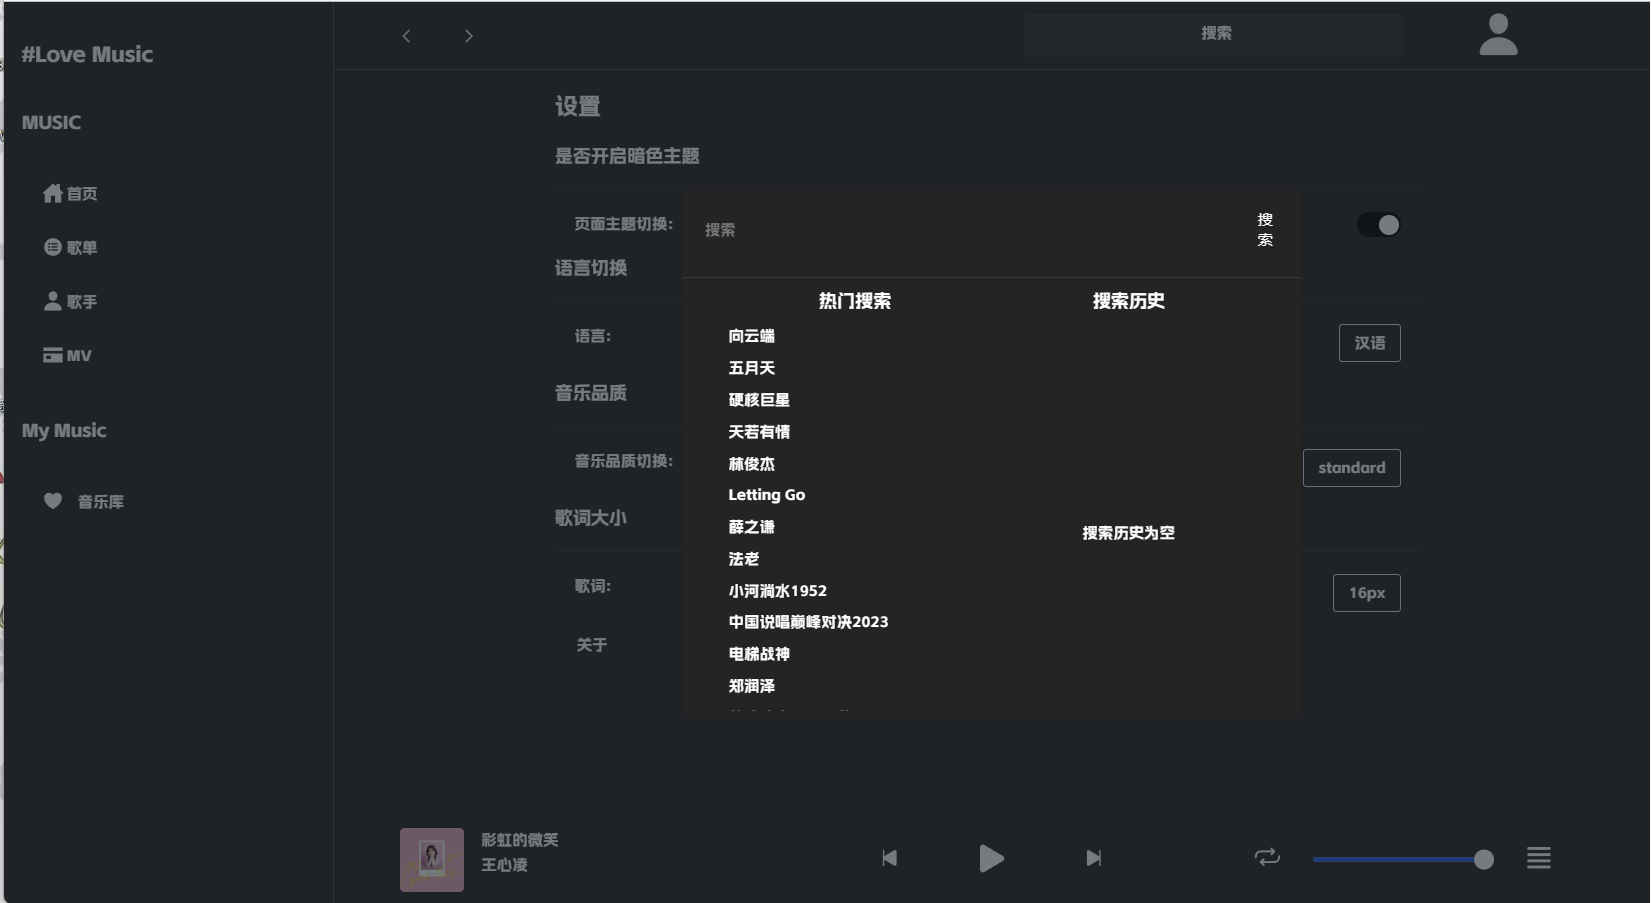 #Love Music
搜索
MUSIC
首页
歌单
歌手
MV
My Music
音乐库
设置
是否开启暗色主题
页面主题切换:
语言切换
语言:
汉语
音乐品质
音乐品质切换:
standard
歌词大小
歌词:
16px
关于
搜索
搜
索
热门搜索
搜索历史
向云端
五月天
硬核巨星
天若有情
林俊杰
Letting Go
薛之谦
法老
小河淌水1952
中国说唱巅峰对决2023
电梯战神
郑润泽
搜索历史为空
彩虹的微笑
王心凌